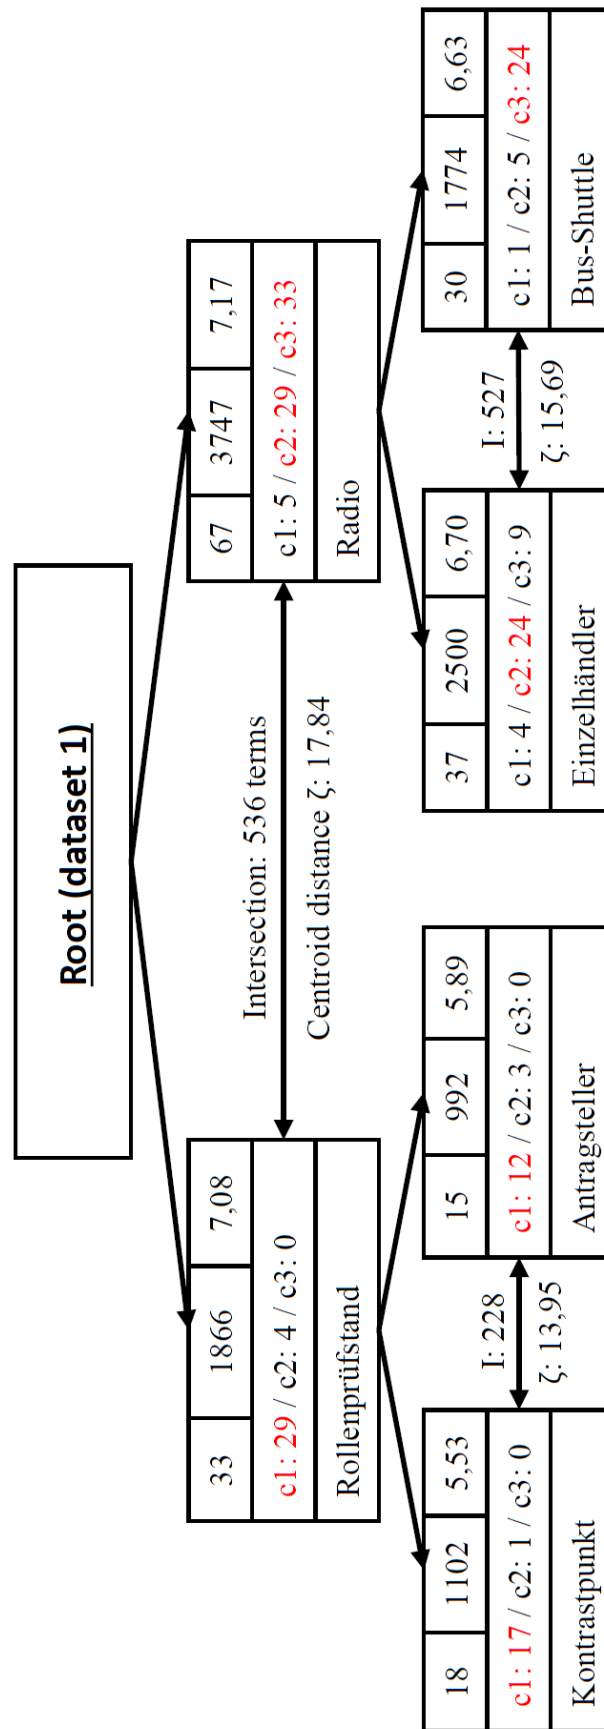 Root (dataset 1)
33 1866 7,08
c1: 29 / c2: 4 / c3: 0
Rollenprüfstand
Intersection: 536 terms
Centroid distance ζ: 17,84
67 3747 7,17
c1: 5 / c2: 29 / c3: 33
Radio
18 1102 5,53
c1: 17 / c2: 1 / c3: 0
Kontrastpunkt
I: 228
ζ: 13,95
15 992 5,89
c1: 12 / c2: 3 / c3: 0
Antragsteller
37 2500 6,70
c1: 4 / c2: 24 / c3: 9
Einzelhändler
I: 527
ζ: 15,69
30 1774 6,63
c1: 1 / c2: 5 / c3: 24
Bus-Shuttle